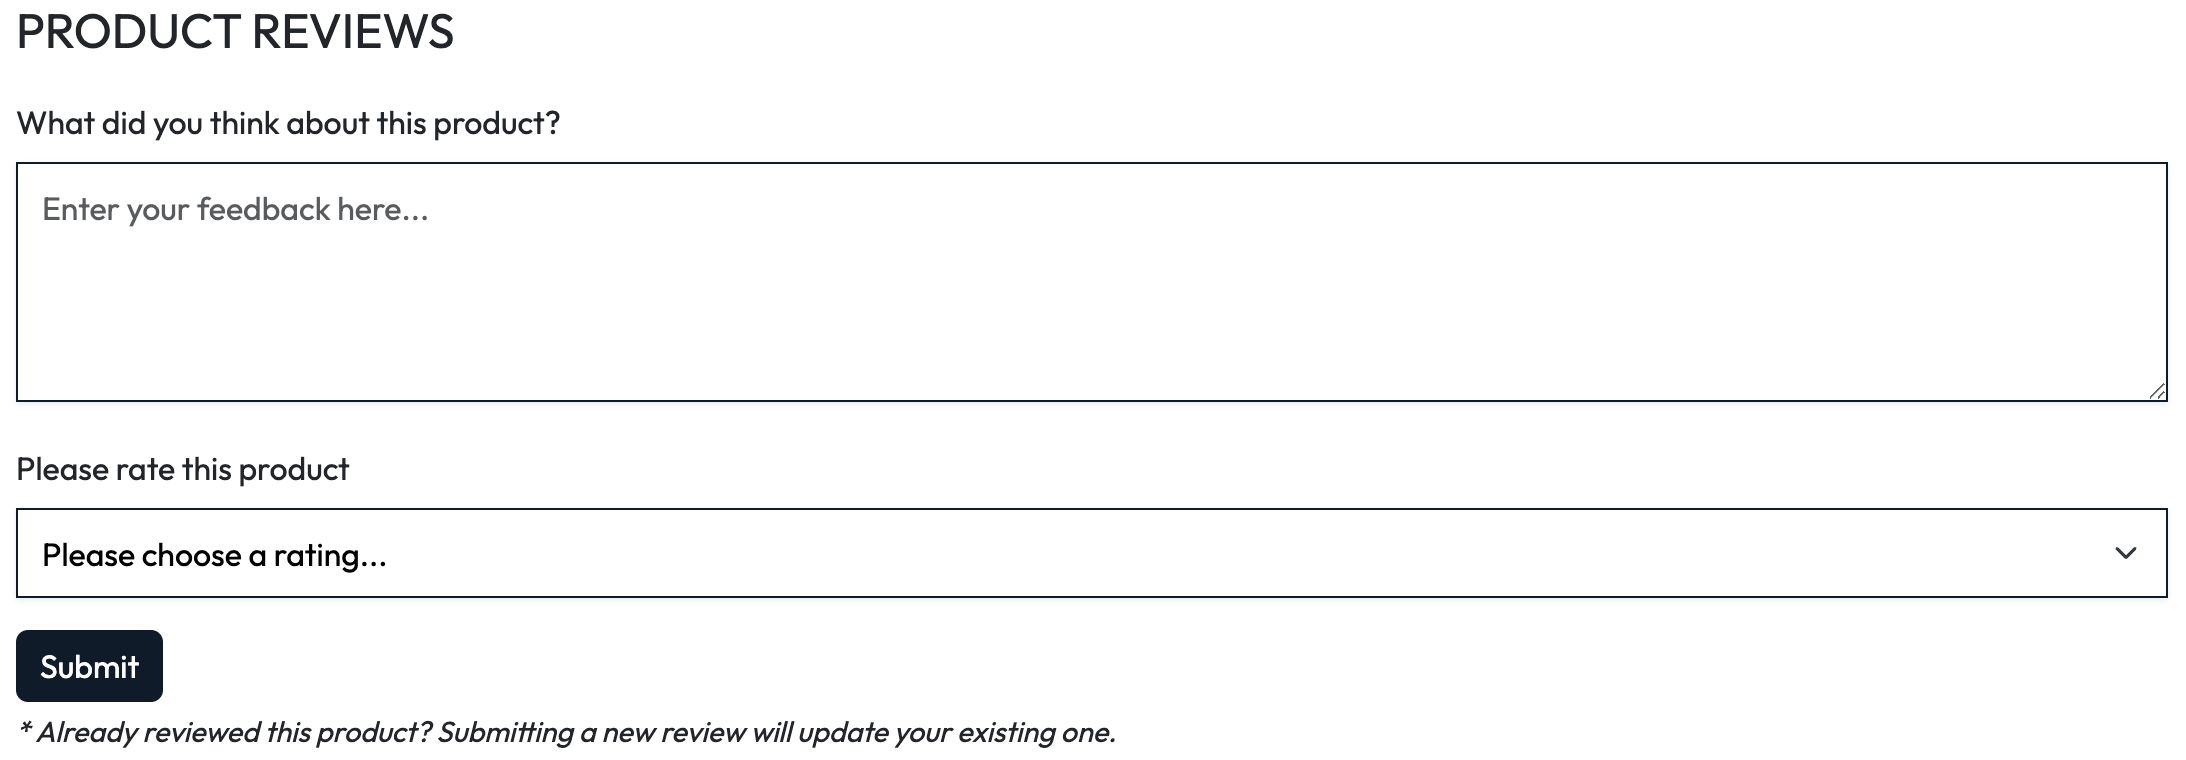 PRODUCT REVIEWS
What did you think about this product?
Enter your feedback here...
Please rate this product
Please choose a rating...
Submit
* Already reviewed this product? Submitting a new review will update your existing one.